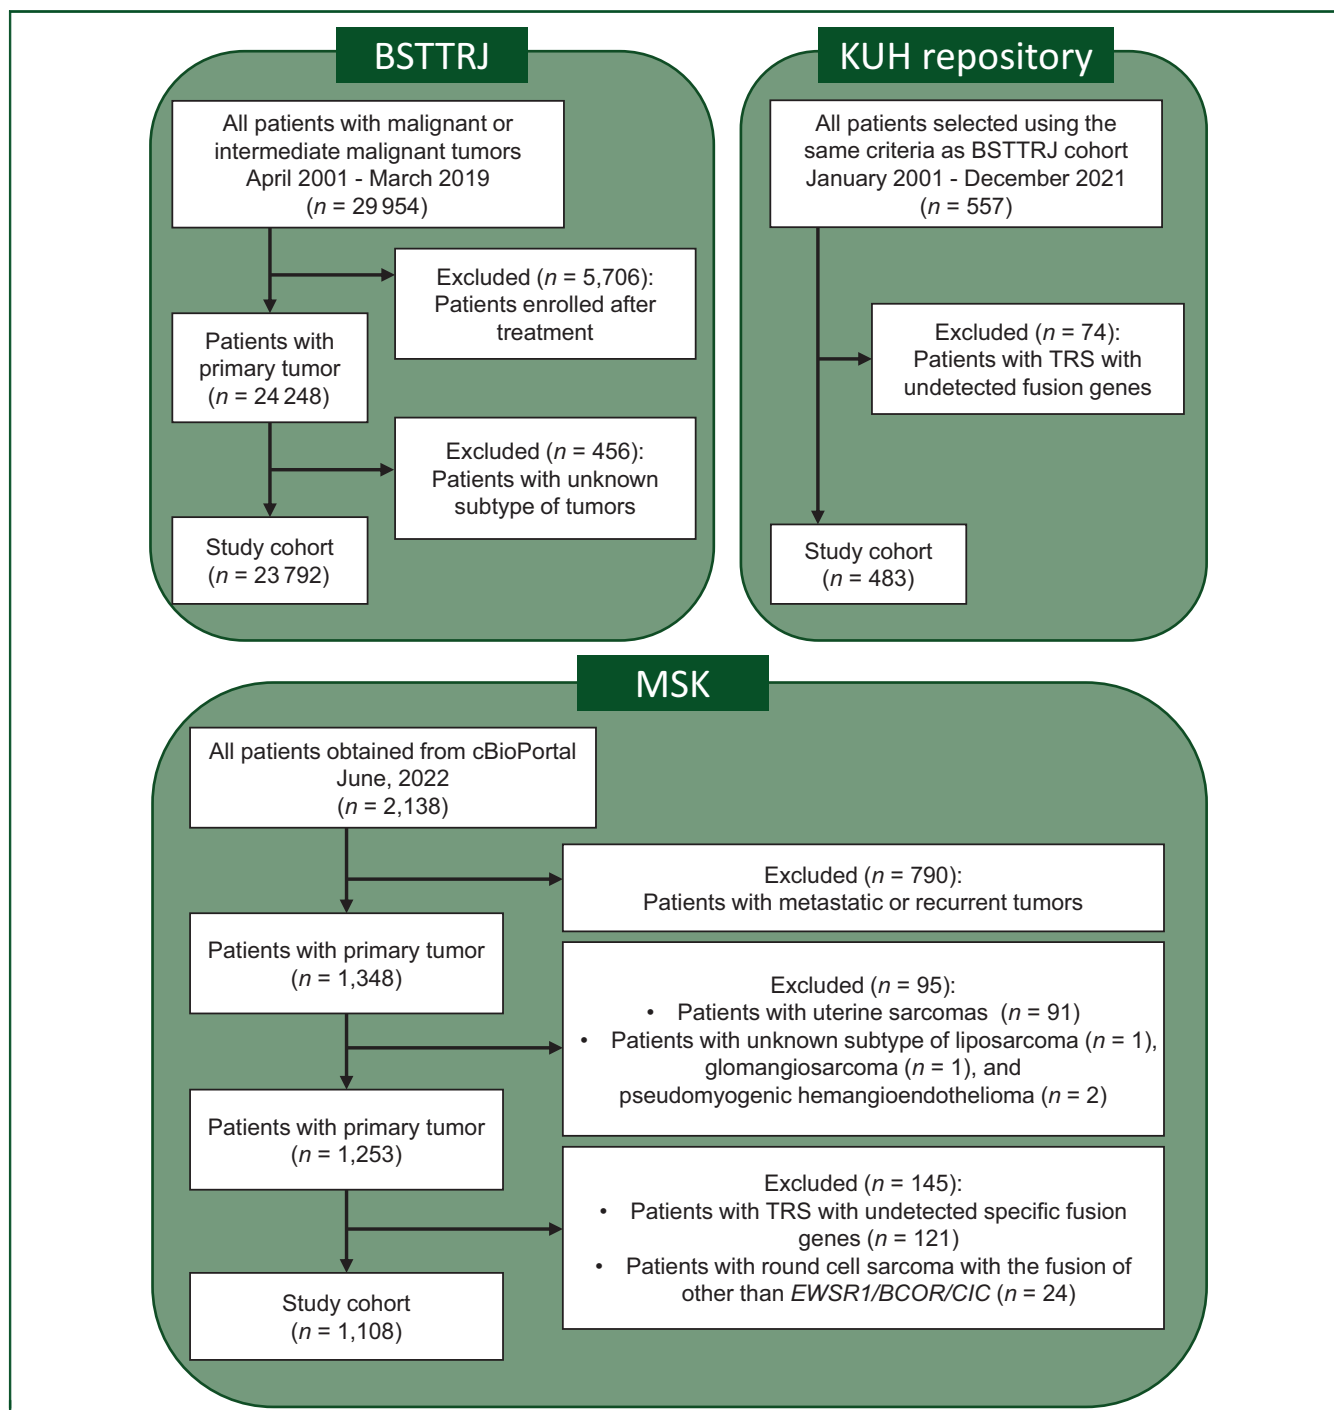 BSTTRJ
All patients with malignant or
intermediate malignant tumors
April 2001 - March 2019
(n = 29 954)
Excluded (n = 5,706):
Patients enrolled after
treatment
Patients with
primary tumor
(n = 24 248)
Excluded (n = 456):
Patients with unknown
subtype of tumors
Study cohort
(n = 23 792)
KUH repository
All patients selected using the
same criteria as BSTTRJ cohort
January 2001 - December 2021
(n = 557)
Excluded (n = 74):
Patients with TRS with
undetected fusion genes
Study cohort
(n = 483)
MSK
All patients obtained from cBioPortal
June, 2022
(n = 2,138)
Excluded (n = 790):
Patients with metastatic or recurrent tumors
Patients with primary tumor
(n = 1,348)
Excluded (n = 95):
• Patients with uterine sarcomas (n = 91)
• Patients with unknown subtype of liposarcoma (n = 1),
glomangiosarcoma (n = 1), and
pseudomyogenic hemangioendothelioma (n = 2)
Patients with primary tumor
(n = 1,253)
Excluded (n = 145):
• Patients with TRS with undetected specific fusion
genes (n = 121)
• Patients with round cell sarcoma with the fusion of
other than EWSR1/BCOR/CIC (n = 24)
Study cohort
(n = 1,108)